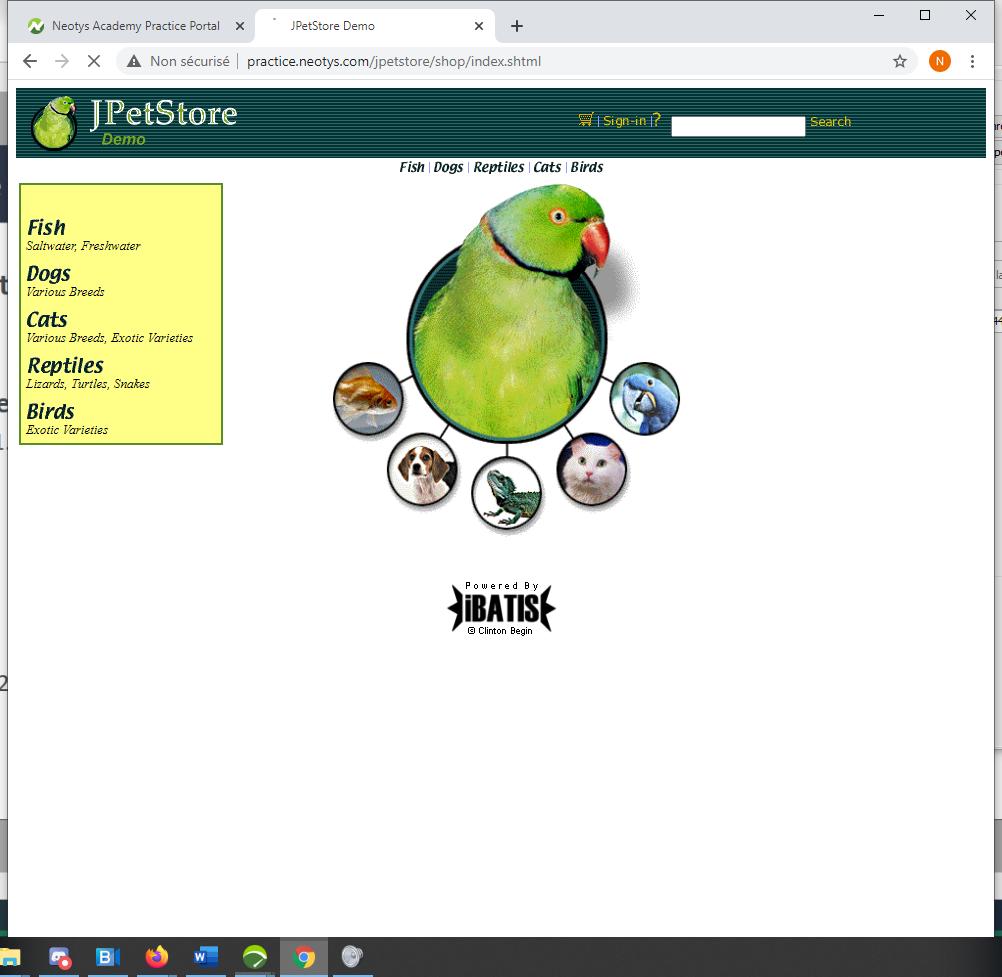 Neotys Academy Practice Portal
JPetStore Demo
Non sécurisé
practice.neotys.com/jpetstore/shop/index.shtml
N
JPetStore
Demo
| Sign-in | ?
Search
Fish | Dogs | Reptiles | Cats | Birds
Fish
Saltwater, Freshwater
Dogs
Various Breeds
Cats
Various Breeds, Exotic Varieties
Reptiles
Lizards, Turtles, Snakes
Birds
Exotic Varieties
Powered By
iBATIS
© Clinton Begin